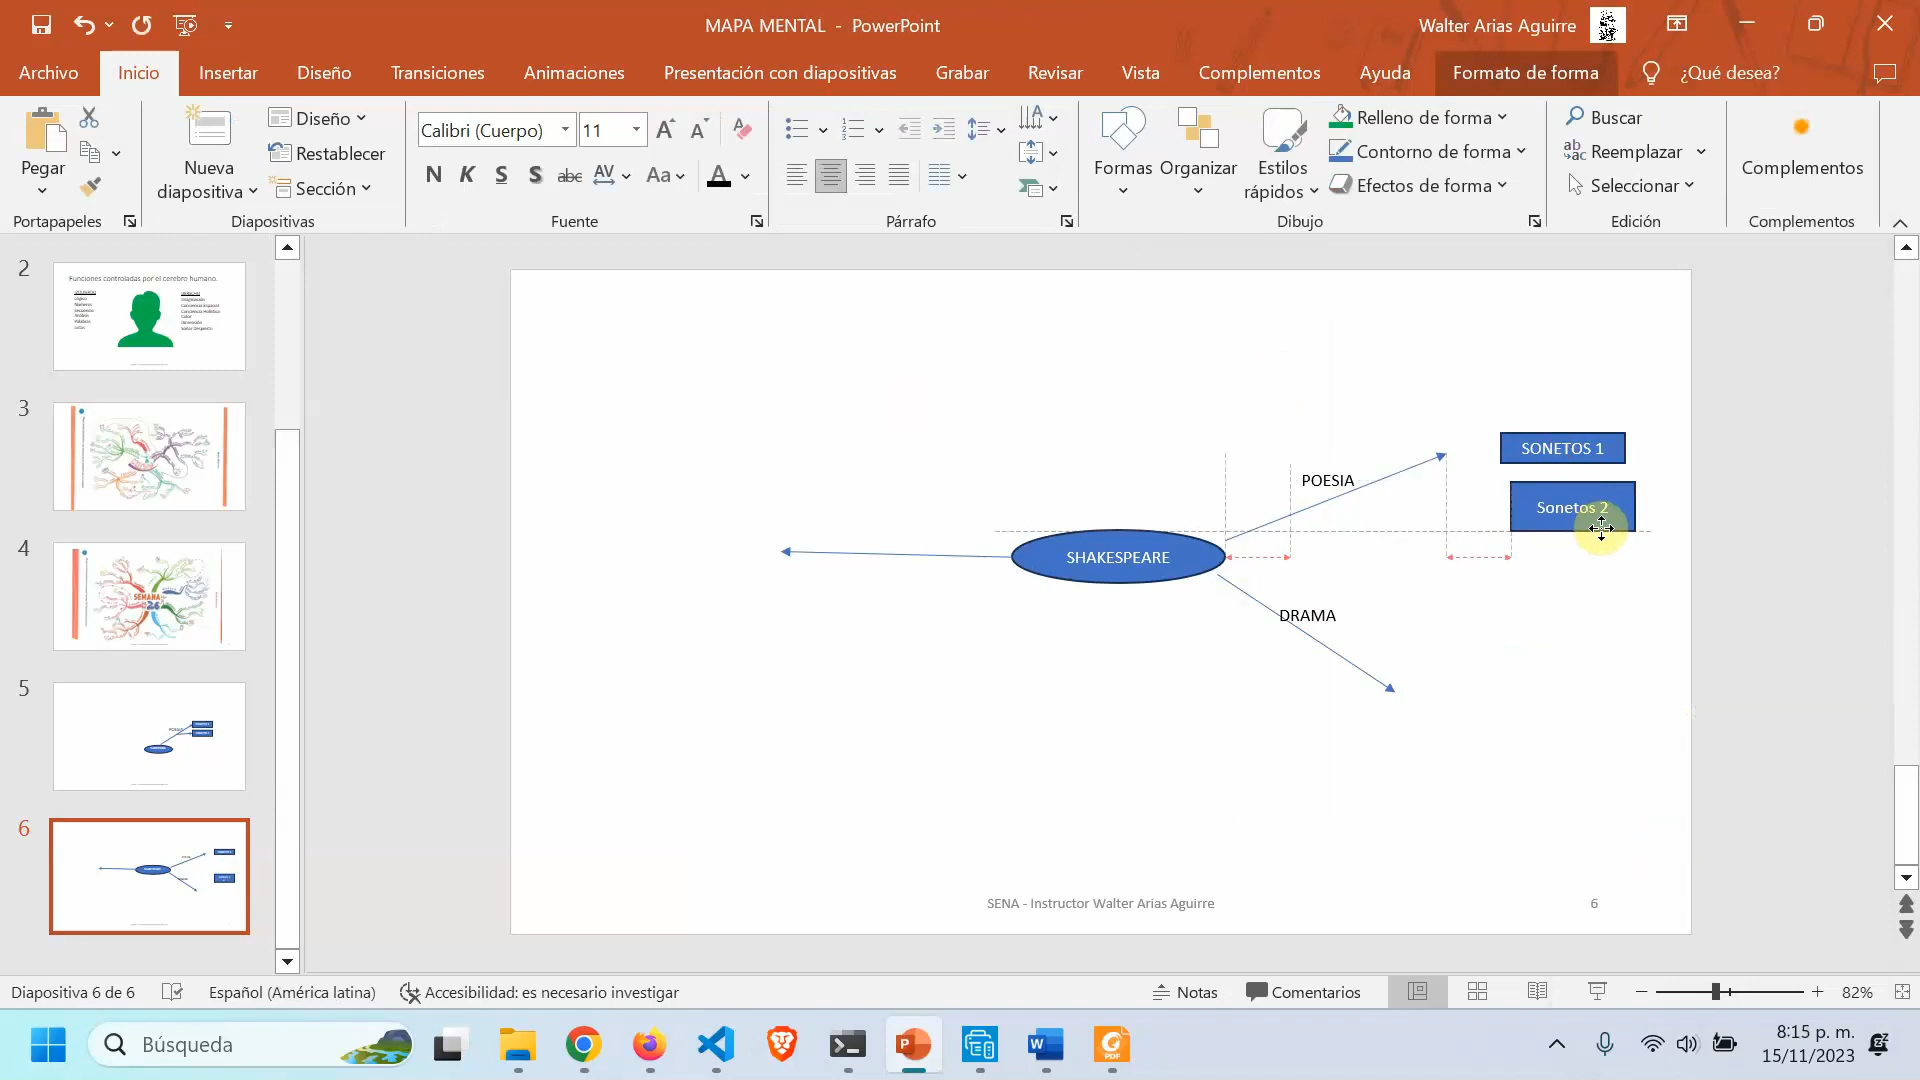 MAPA MENTAL - PowerPoint
Walter Arias Aguirre
Archivo
Inicio
Insertar
Diseño
Transiciones
Animaciones
Presentación con diapositivas
Grabar
Revisar
Vista
Complementos
Ayuda
Formato de forma
¿Qué desea?
Pegar
Nueva
diapositiva
Diseño
Restablecer
Sección
Calibri (Cuerpo)
11
N K S S abc AV Aa A
Formas
Organizar
Estilos
rápidos
Relleno de forma
Contorno de forma
Efectos de forma
Buscar
Reemplazar
Seleccionar
Complementos
Portapapeles
Diapositivas
Fuente
Párrafo
Dibujo
Edición
Complementos
2
Funciones controladas por el cerebro humano.
3
4
SEMANA
26
5
6
SONETOS 1
POESIA
Sonetos 2
SHAKESPEARE
DRAMA
SENA - Instructor Walter Arias Aguirre
6
Diapositiva 6 de 6
Español (América latina)
Accesibilidad: es necesario investigar
Notas
Comentarios
82%
Búsqueda
8:15 p. m.
15/11/2023